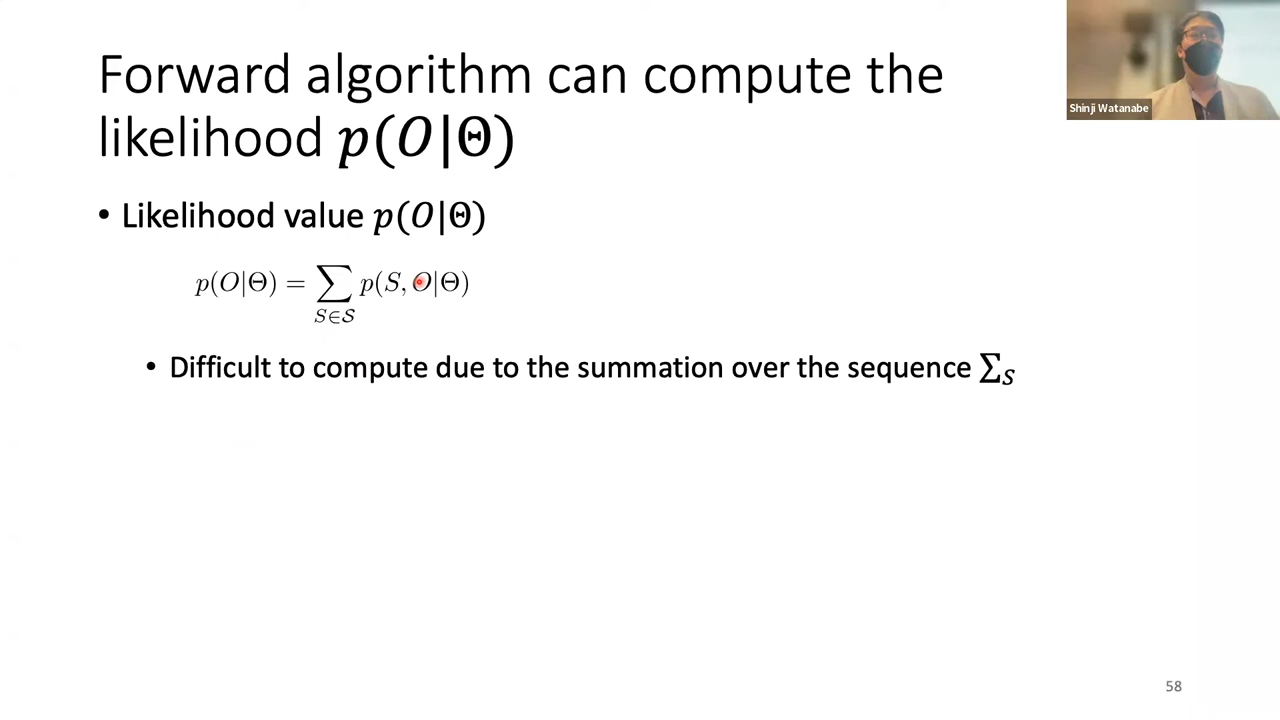 Forward algorithm can compute the
likelihood p(O|Θ)
Shinji Watanabe
• Likelihood value p(O|Θ)
p(O|Θ) = ∑ p(S, O|Θ)
S∈𝒮
• Difficult to compute due to the summation over the sequence ∑_S
58